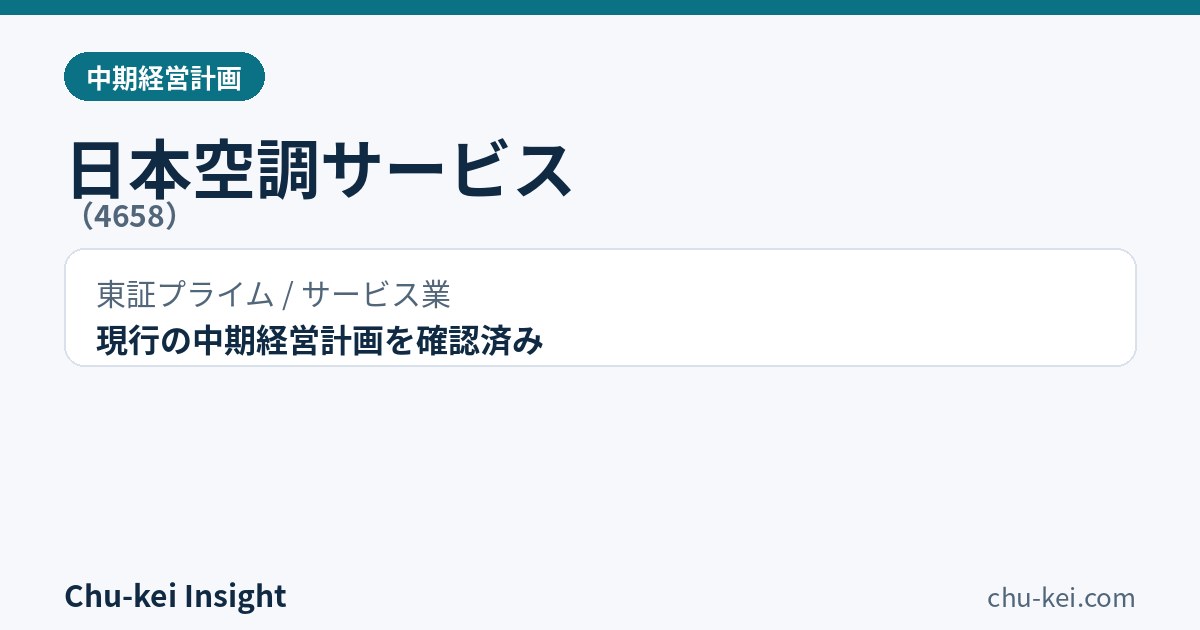 中期経営計画
日本空調サービス
（4658）
東証プライム / サービス業
現行の中期経営計画を確認済み
Chu-kei Insight
chu-kei.com